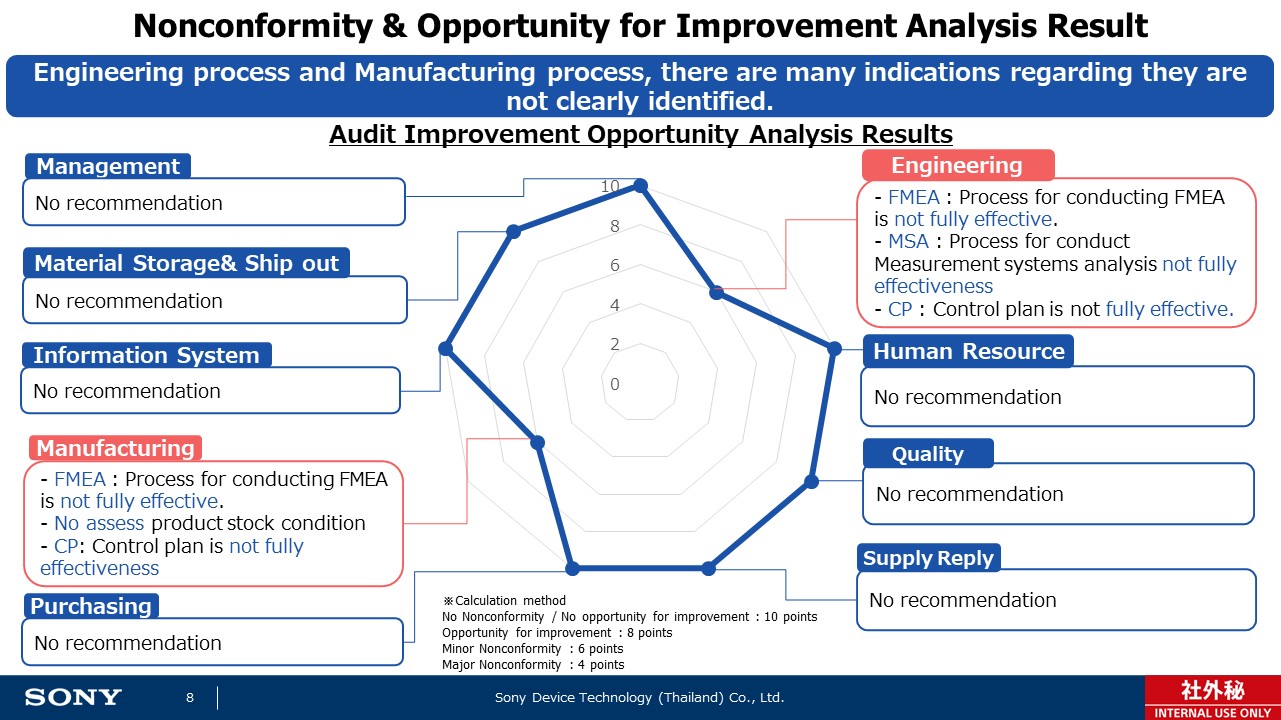 Nonconformity & Opportunity for Improvement Analysis Result
Engineering process and Manufacturing process, there are many indications regarding they are
not clearly identified.
Audit Improvement Opportunity Analysis Results
Management
No recommendation
Material Storage& Ship out
No recommendation
Information System
No recommendation
Manufacturing
- FMEA : Process for conducting FMEA
is not fully effective.
- No assess product stock condition
- CP: Control plan is not fully
effectiveness
Purchasing
No recommendation
10
8
6
4
2
0
Engineering
- FMEA : Process for conducting FMEA
is not fully effective.
- MSA : Process for conduct
Measurement systems analysis not fully
effectiveness
- CP : Control plan is not fully effective.
Human Resource
No recommendation
Quality
No recommendation
Supply Reply
No recommendation
※Calculation method
No Nonconformity / No opportunity for improvement : 10 points
Opportunity for improvement : 8 points
Minor Nonconformity : 6 points
Major Nonconformity : 4 points
SONY
8
Sony Device Technology (Thailand) Co., Ltd.
社外秘
INTERNAL USE ONLY